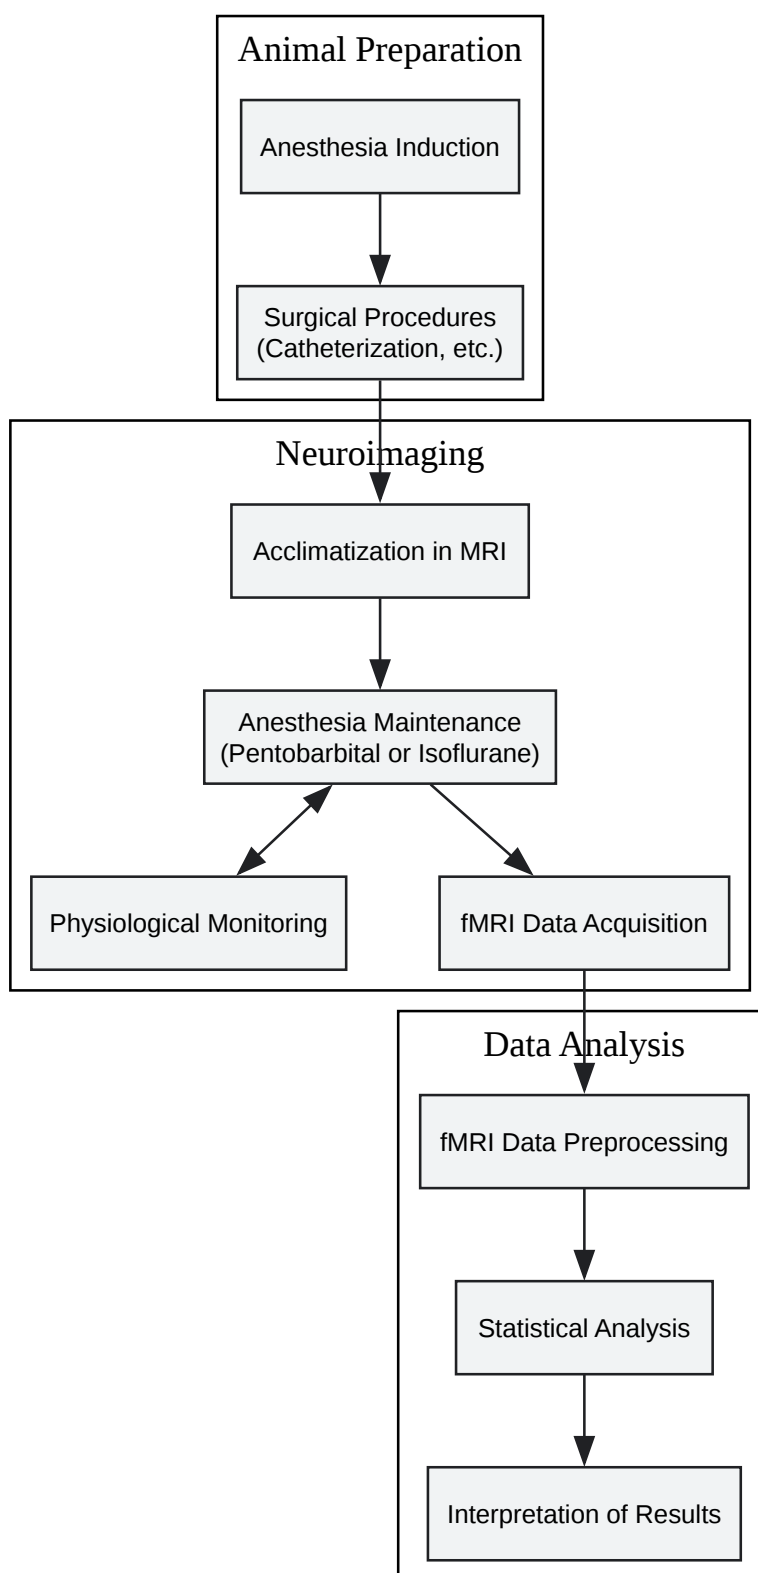 Animal Preparation
Anesthesia Induction
Surgical Procedures
(Catheterization, etc.)
Neuroimaging
Acclimatization in MRI
Anesthesia Maintenance
(Pentobarbital or Isoflurane)
Physiological Monitoring
fMRI Data Acquisition
Data Analysis
fMRI Data Preprocessing
Statistical Analysis
Interpretation of Results